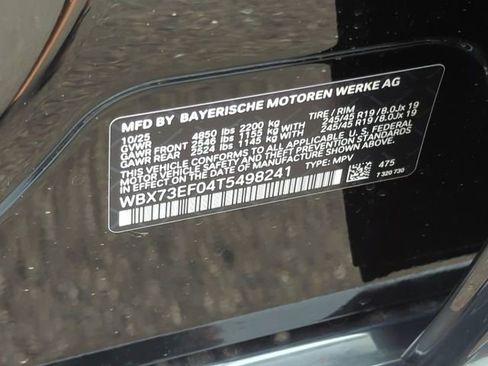 MFD BY BAYERISCHE MOTOREN WERKE AG
10/25 TIRE / RIM
GVWR 4850 lbs 2200 kg
GAWR FRONT 2546 lbs 1155 kg WITH 245/45 R19 / 8.0Jx 19
GAWR REAR 2524 lbs 1145 kg WITH 245/45 R19 / 8.0Jx 19
THIS VEHICLE CONFORMS TO ALL APPLICABLE U.S. FEDERAL
MOTOR VEHICLE SAFETY AND THEFT PREVENTION STANDARDS
IN EFFECT ON THE DATE OF MANUFACTURE SHOWN ABOVE.
WBX73EF04T5498241 TYPE: MPV
475
7 320 730